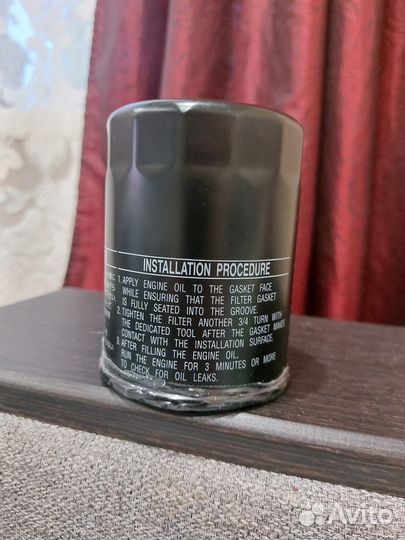 INSTALLATION PROCEDURE
1. APPLY ENGINE OIL TO THE GASKET FACE
WHILE ENSURING THAT THE FILTER GASKET
IS FULLY SEATED INTO THE GROOVE.
2. TIGHTEN THE FILTER ANOTHER 3/4 TURN WITH
THE DEDICATED TOOL AFTER THE GASKET MAKES
CONTACT WITH THE INSTALLATION SURFACE.
3. AFTER FILLING THE ENGINE OIL.
RUN THE ENGINE FOR 3 MINUTES OR MORE
TO CHECK FOR OIL LEAKS.
Avito